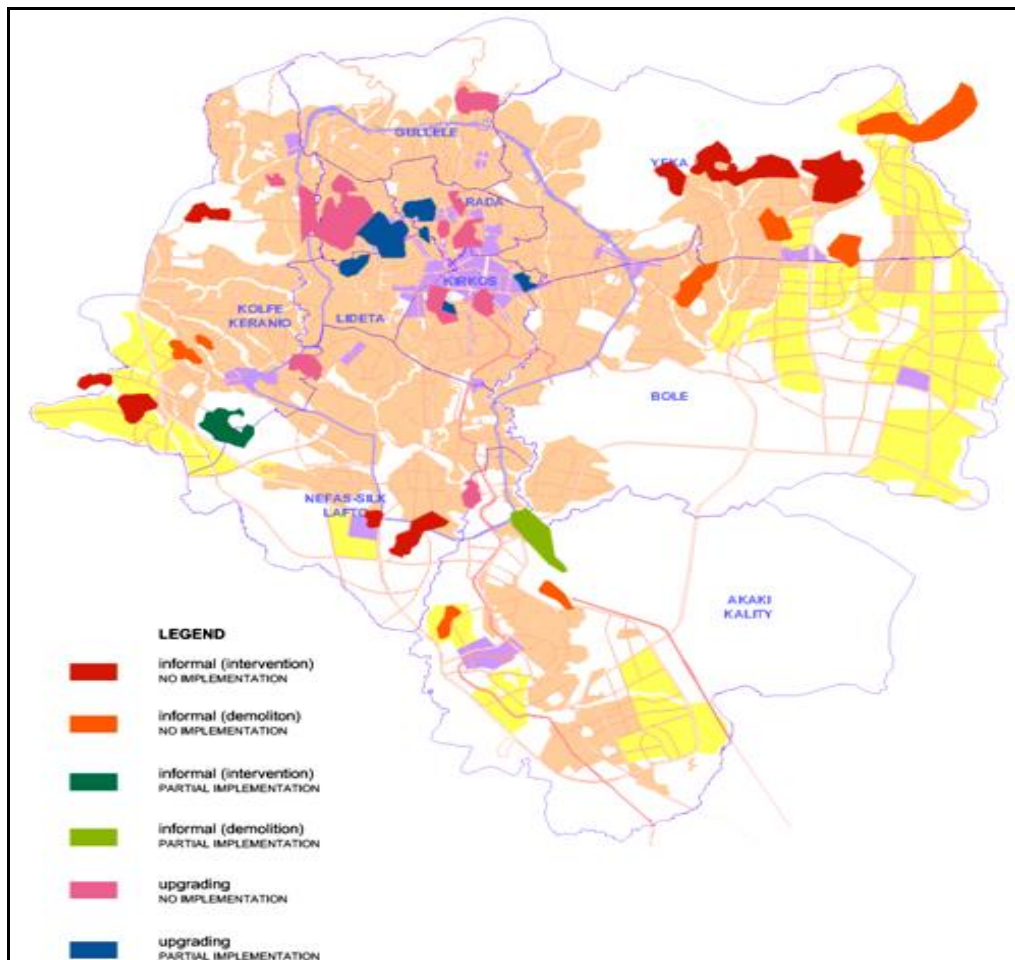 GULLELE
YEKA
RADA
KIRKOS
KOLFE
KERANIO
LIDETA
BOLE
NEFAS-SILK
LAFTO
AKAKI
KALITY
LEGEND
informal (intervention)
NO IMPLEMENTATION
informal (demoliton)
NO IMPLEMENTATION
informal (intervention)
PARTIAL IMPLEMENTATION
informal (demolition)
PARTIAL IMPLEMENTATION
upgrading
NO IMPLEMENTATION
upgrading
PARTIAL IMPLEMENTATION